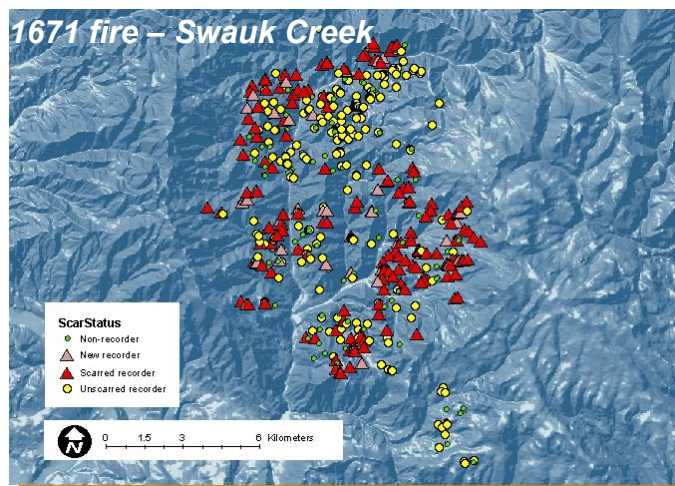 1671 fire – Swauk Creek
ScarStatus
Non-recorder
New recorder
Scarred recorder
Unscarred recorder
N
0 1.5 3 6 Kilometers